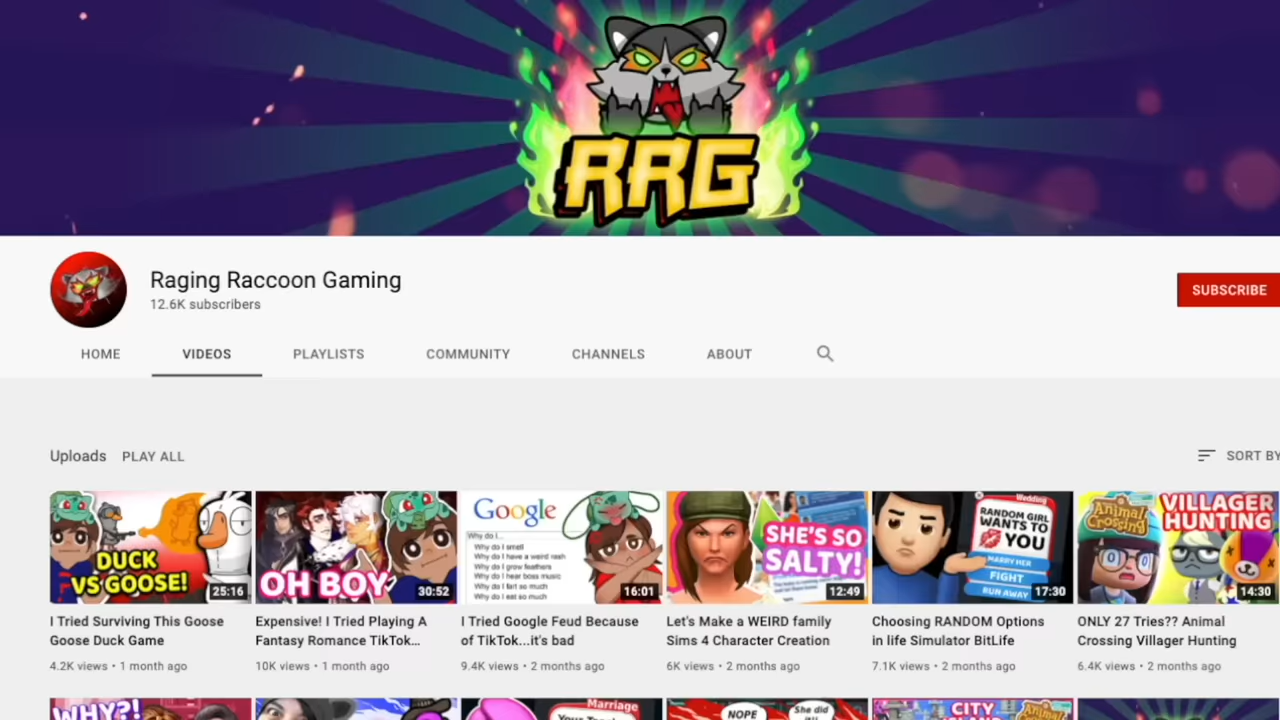 RRG
Raging Raccoon Gaming
12.6K subscribers
SUBSCRIBE
HOME VIDEOS PLAYLISTS COMMUNITY CHANNELS ABOUT
Uploads PLAY ALL
SORT BY
DUCK
VS GOOSE!
25:16
I Tried Surviving This Goose
Goose Duck Game
4.2K views • 1 month ago
OH BOY
30:52
Expensive! I Tried Playing A
Fantasy Romance TikTok...
10K views • 1 month ago
Google
Why do I...
Why do I smell
Why do I have a weird rash
Why do I grow feathers
Why do I hear boss music
Why do I fart so much
Why do I eat so much
16:01
I Tried Google Feud Because
of TikTok...it's bad
9.4K views • 2 months ago
SHE'S SO
SALTY!
12:49
Let's Make a WEIRD family
Sims 4 Character Creation
6K views • 2 months ago
Wedding
RANDOM GIRL
WANTS TO
YOU
MARRY HER
FIGHT
RUN AWAY
17:30
Choosing RANDOM Options
in life Simulator BitLife
7.1K views • 2 months ago
VILLAGER
HUNTING
Animal
Crossing
14:30
ONLY 27 Tries?? Animal
Crossing Villager Hunting
6.4K views • 2 months ago
WHY?!
Marriage
NOPE
She did
CITY
Animal